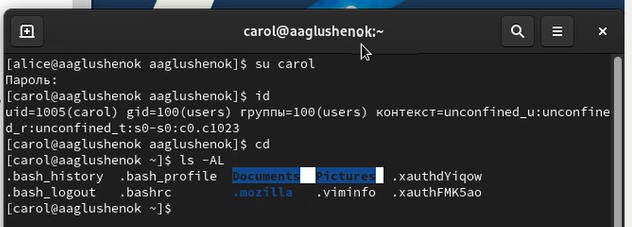 carol@aaglushenok:~
[alice@aaglushenok aaglushenok]$ su carol
Пароль:
[carol@aaglushenok aaglushenok]$ id
uid=1005(carol) gid=100(users) группы=100(users) контекст=unconfined_u:unconfine
d_r:unconfined_t:s0-s0:c0.c1023
[carol@aaglushenok aaglushenok]$ cd
[carol@aaglushenok ~]$ ls -AL
.bash_history .bash_profile Documents Pictures .xauthdYiqow
.bash_logout .bashrc .mozilla .viminfo .xauthFMK5ao
[carol@aaglushenok ~]$